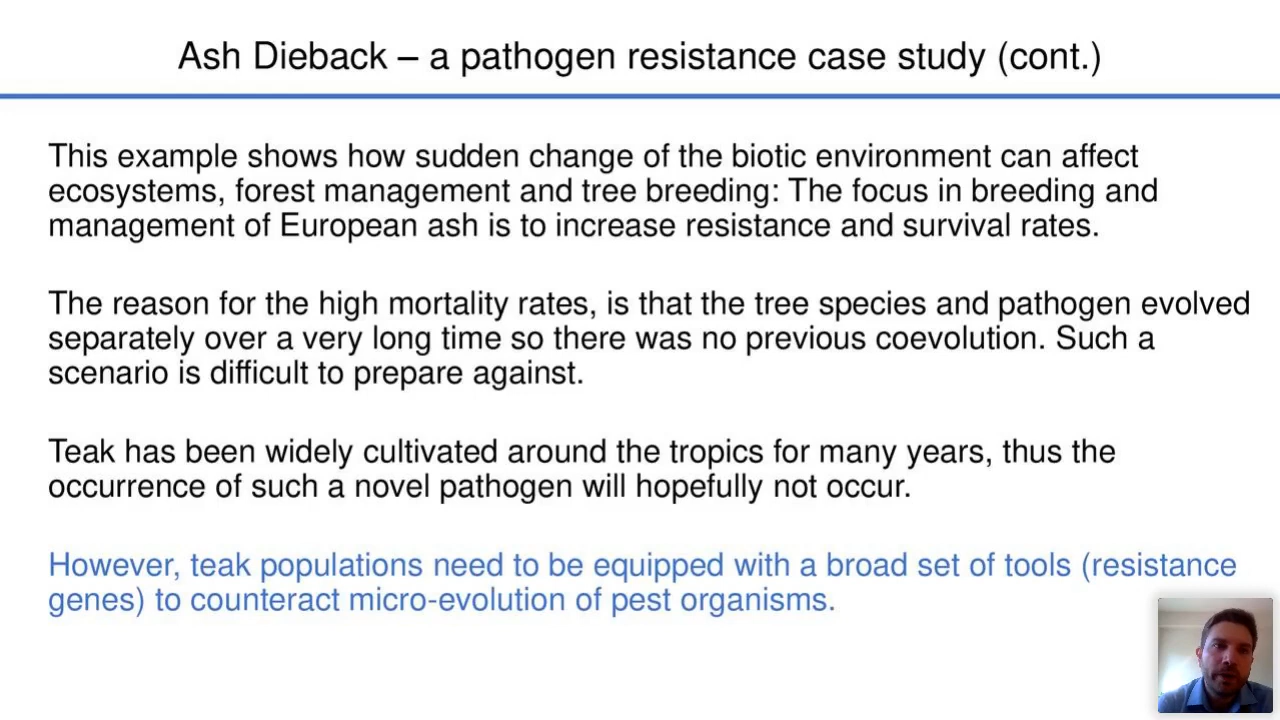 Ash Dieback – a pathogen resistance case study (cont.)
This example shows how sudden change of the biotic environment can affect
ecosystems, forest management and tree breeding: The focus in breeding and
management of European ash is to increase resistance and survival rates.
The reason for the high mortality rates, is that the tree species and pathogen evolved
separately over a very long time so there was no previous coevolution. Such a
scenario is difficult to prepare against.
Teak has been widely cultivated around the tropics for many years, thus the
occurrence of such a novel pathogen will hopefully not occur.
However, teak populations need to be equipped with a broad set of tools (resistance
genes) to counteract micro-evolution of pest organisms.